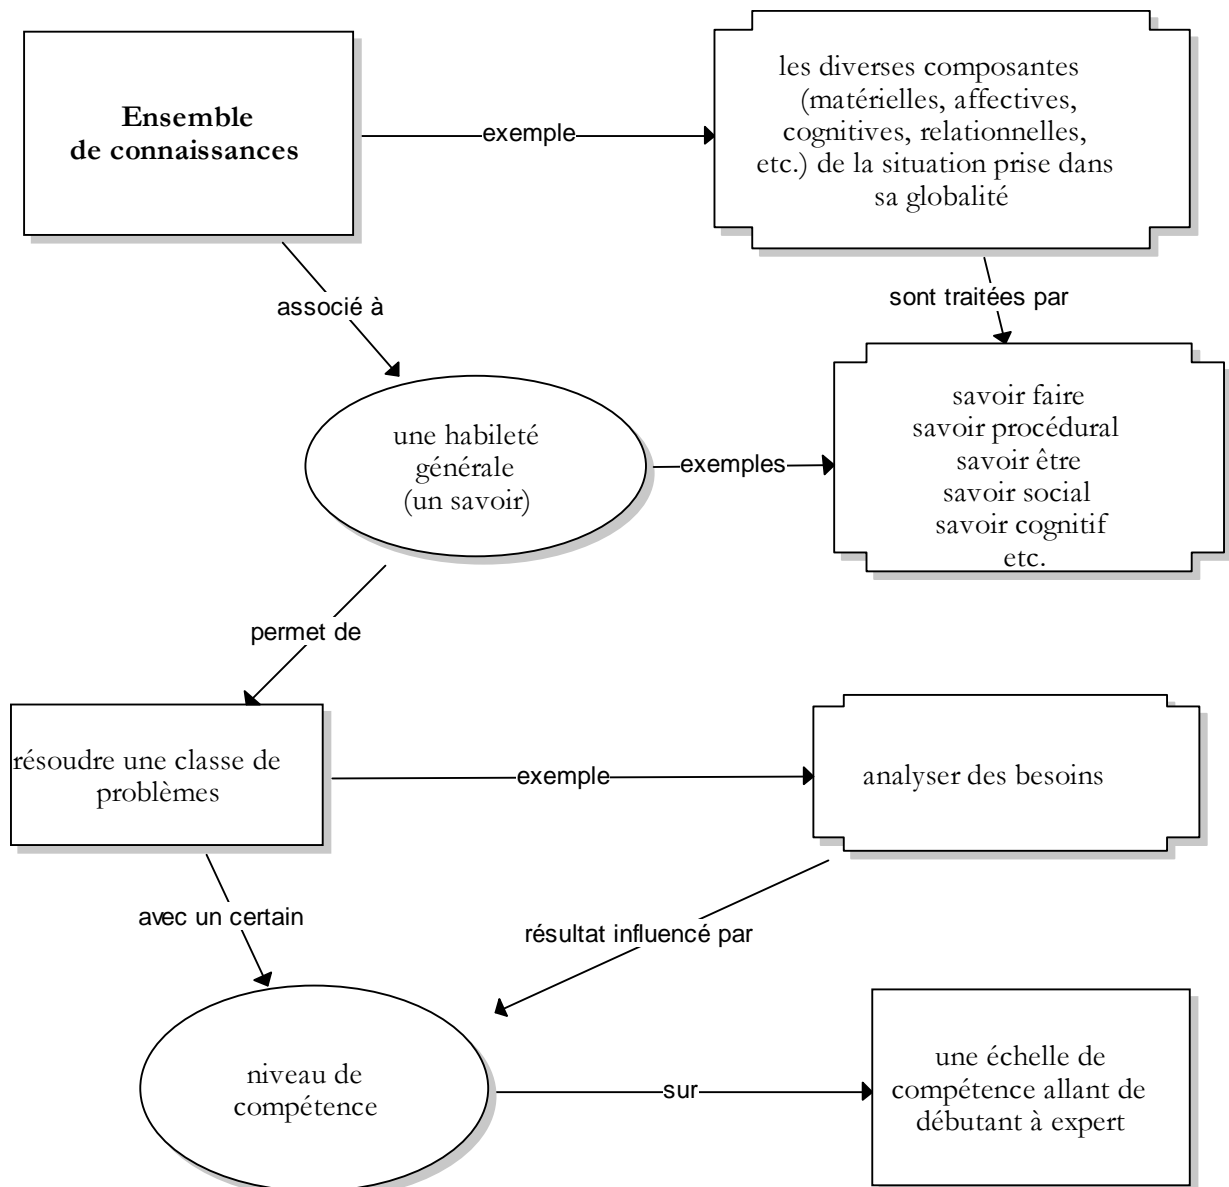 Ensemble
de connaissances
exemple
les diverses composantes
(matérielles, affectives,
cognitives, relationnelles,
etc.) de la situation prise dans
sa globalité
associé à
sont traitées par
une habileté
générale
(un savoir)
exemples
savoir faire
savoir procédural
savoir être
savoir social
savoir cognitif
etc.
permet de
résoudre une classe de
problèmes
exemple
analyser des besoins
avec un certain
résultat influencé par
niveau de
compétence
sur
une échelle de
compétence allant de
débutant à expert